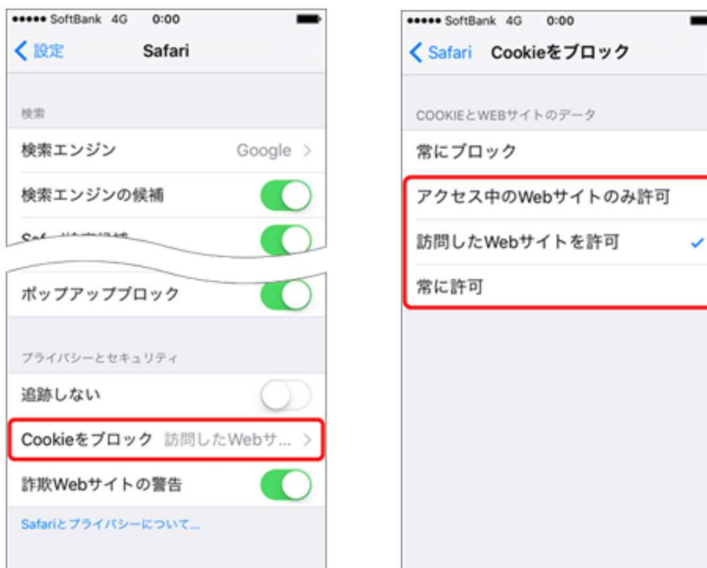 SoftBank 4G 0:00
設定 Safari
検索
検索エンジン Google
検索エンジンの候補
ポップアップブロック
プライバシーとセキュリティ
追跡しない
Cookieをブロック 訪問したWebサ...
詐欺Webサイトの警告
Safariとプライバシーについて...
SoftBank 4G 0:00
Safari Cookieをブロック
COOKIEとWEBサイトのデータ
常にブロック
アクセス中のWebサイトのみ許可
訪問したWebサイトを許可
常に許可